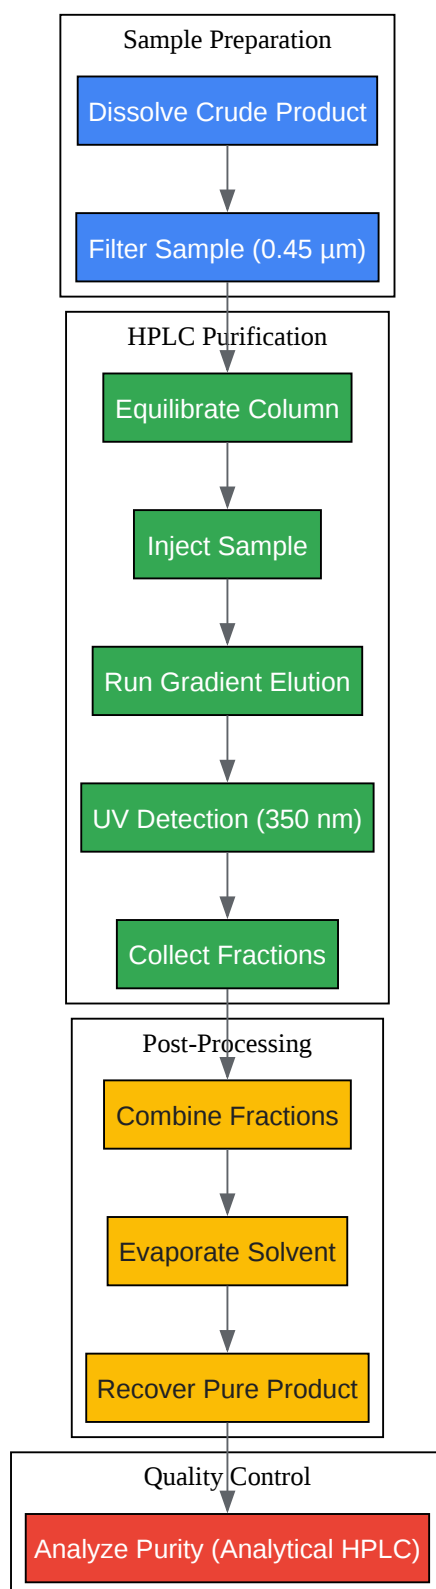 Sample Preparation
Dissolve Crude Product
Filter Sample (0.45 µm)
HPLC Purification
Equilibrate Column
Inject Sample
Run Gradient Elution
UV Detection (350 nm)
Collect Fractions
Post-Processing
Combine Fractions
Evaporate Solvent
Recover Pure Product
Quality Control
Analyze Purity (Analytical HPLC)